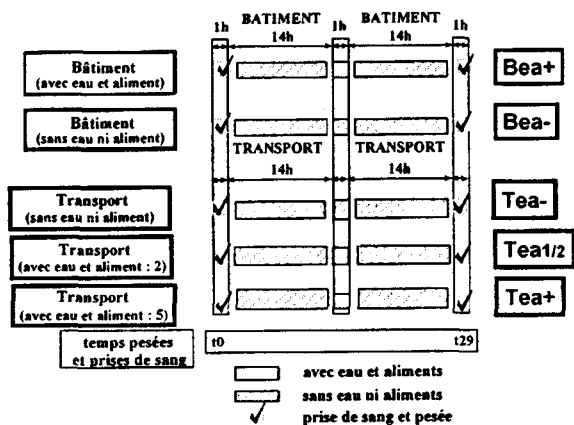 BATIMENT BATIMENT
1h 1h 1h
14h 14h
Bâtiment
(avec eau et aliment)
Bea+
Bâtiment
(sans eau ni aliment)
Bea-
TRANSPORT TRANSPORT
14h 14h
Transport
(sans eau ni aliment)
Tea-
Transport
(avec eau et aliment : 2)
Tea1/2
Transport
(avec eau et aliment : 5)
Tea+
temps pesées
et prises de sang
t0 t29
avec eau et aliments
sans eau ni aliments
prise de sang et pesée